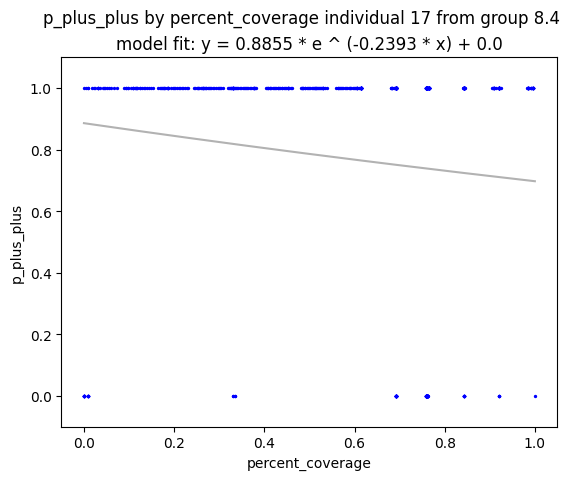 p_plus_plus by percent_coverage individual 17 from group 8.4
model fit: y = 0.8855 * e ^ (-0.2393 * x) + 0.0
1.0
0.8
0.6
0.4
0.2
0.0
p_plus_plus
0.0 0.2 0.4 0.6 0.8 1.0
percent_coverage